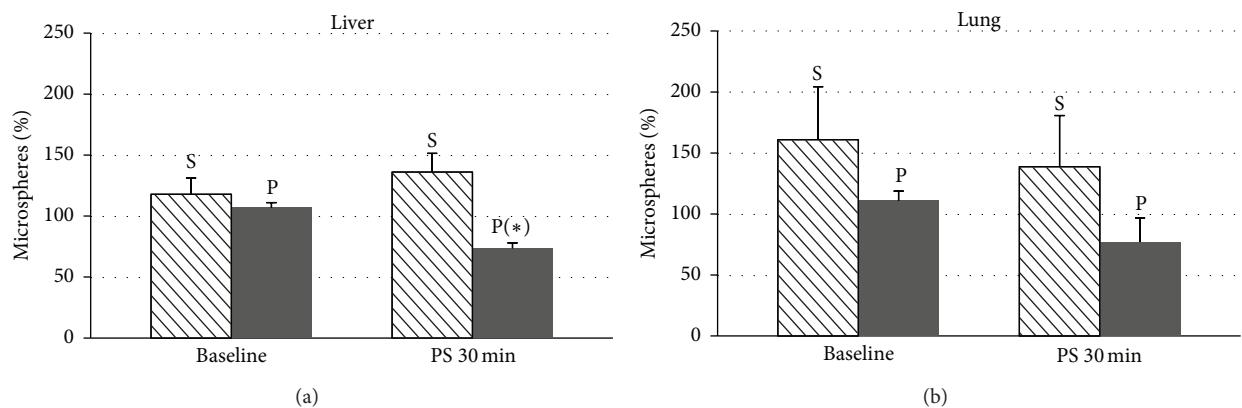 Liver
250
200
150
100
50
0
Microspheres (%)
S
P
S
P(∗)
Baseline
PS 30 min
(a)
Lung
250
200
150
100
50
0
Microspheres (%)
S
P
S
P
Baseline
PS 30 min
(b)